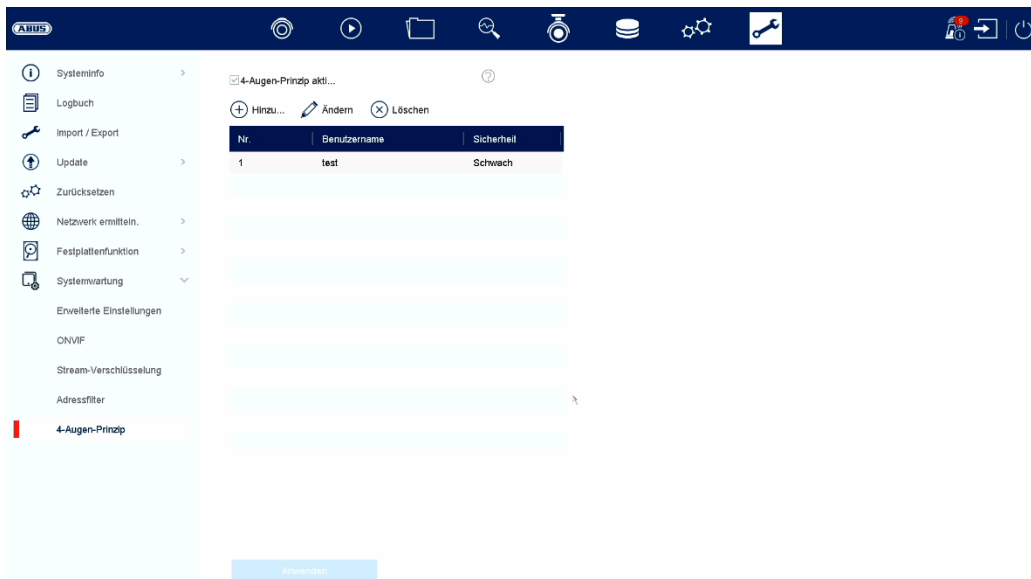 ABUS
9
Systeminfo
Logbuch
Import / Export
Update
Zurücksetzen
Netzwerk ermitteln.
Festplattenfunktion
Systemwartung
Erweiterte Einstellungen
ONVIF
Stream-Verschlüsselung
Adressfilter
4-Augen-Prinzip
4-Augen-Prinzip akti...
Hinzu... Ändern Löschen
Nr. Benutzername Sicherheit
1 test Schwach
Anwenden